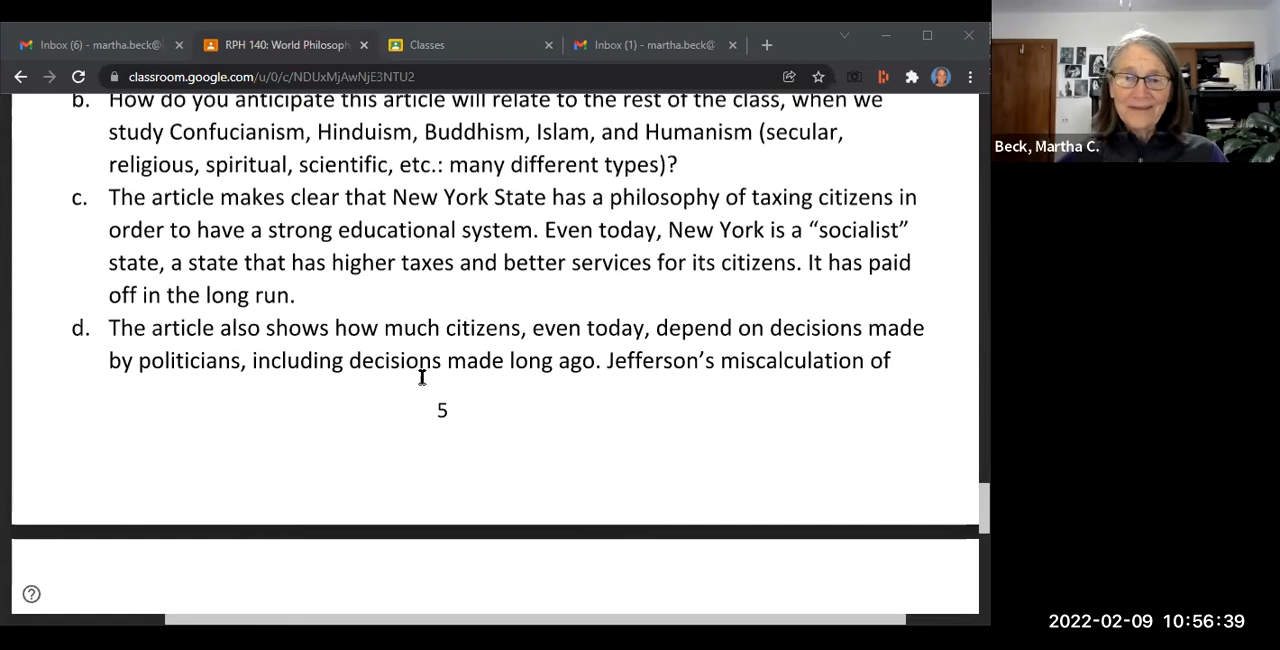 Inbox (6) - martha.beck@
RPH 140: World Philosoph
Classes
Inbox (1) - martha.beck@
classroom.google.com/u/0/c/NDUxMjAwNjE3NTU2
b. How do you anticipate this article will relate to the rest of the class, when we
study Confucianism, Hinduism, Buddhism, Islam, and Humanism (secular,
religious, spiritual, scientific, etc.: many different types)?
c. The article makes clear that New York State has a philosophy of taxing citizens in
order to have a strong educational system. Even today, New York is a “socialist”
state, a state that has higher taxes and better services for its citizens. It has paid
off in the long run.
d. The article also shows how much citizens, even today, depend on decisions made
by politicians, including decisions made long ago. Jefferson’s miscalculation of
5
Beck, Martha C.
2022-02-09 10:56:39